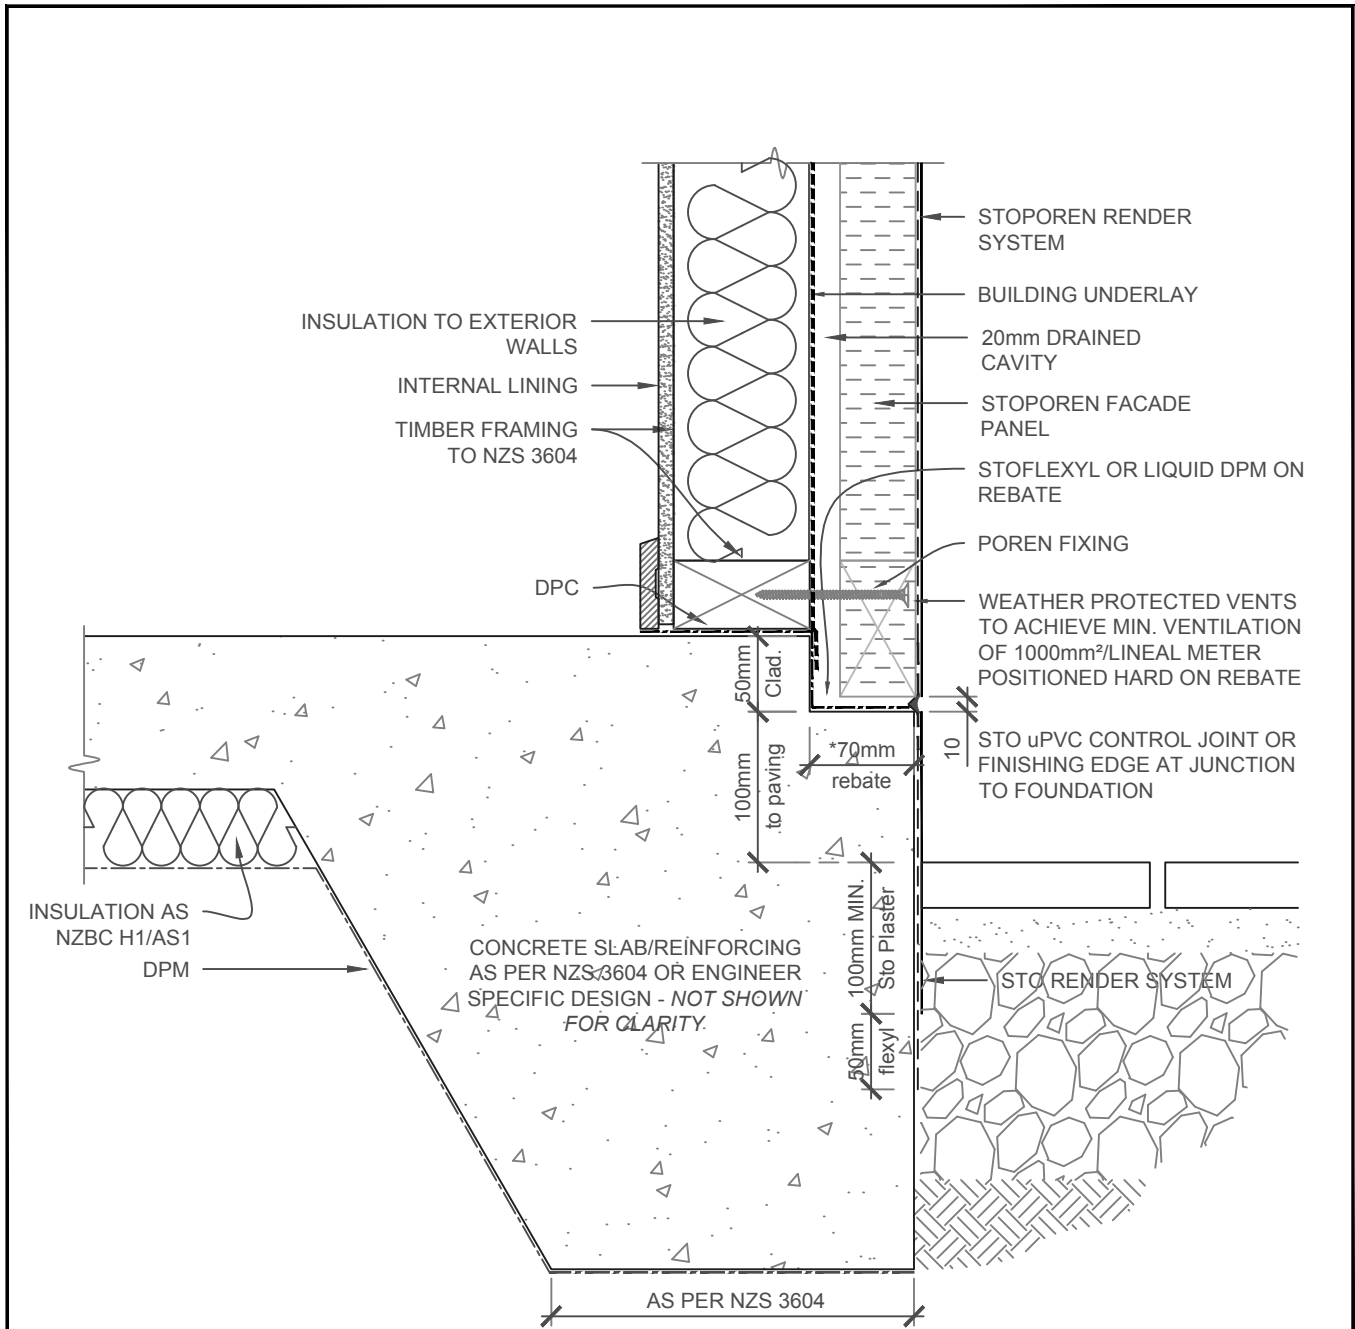 STOPOREN RENDER
SYSTEM
BUILDING UNDERLAY
INSULATION TO EXTERIOR
WALLS
20mm DRAINED
CAVITY
INTERNAL LINING
STOPOREN FACADE
PANEL
TIMBER FRAMING
TO NZS 3604
STOFLEXYL OR LIQUID DPM ON
REBATE
POREN FIXING
DPC
WEATHER PROTECTED VENTS
TO ACHIEVE MIN. VENTILATION
OF 1000mm²/LINEAL METER
POSITIONED HARD ON REBATE
50mm
Clad.
10
STO uPVC CONTROL JOINT OR
FINISHING EDGE AT JUNCTION
TO FOUNDATION
*70mm
rebate
100mm
to paving
INSULATION AS
NZBC H1/AS1
DPM
100mm MIN.
Sto Plaster
CONCRETE SLAB/REINFORCING
AS PER NZS 3604 OR ENGINEER
SPECIFIC DESIGN - NOT SHOWN
FOR CLARITY
STO RENDER SYSTEM
50mm
flexyl
AS PER NZS 3604